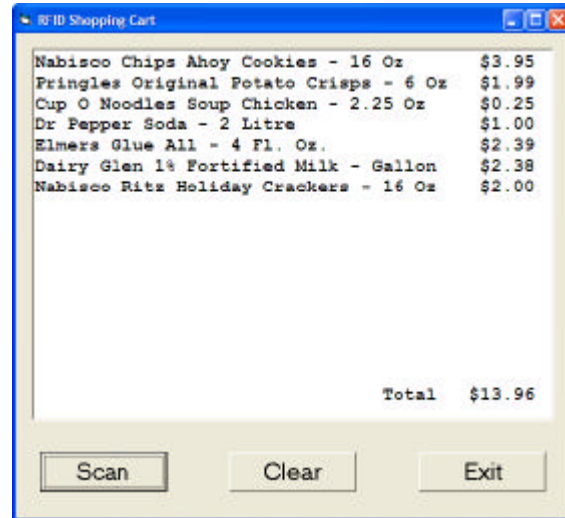 RFID Shopping Cart
Nabisco Chips Ahoy Cookies - 16 Oz $3.95
Pringles Original Potato Crisps - 6 Oz $1.99
Cup O Noodles Soup Chicken - 2.25 Oz $0.25
Dr Pepper Soda - 2 Litre $1.00
Elmers Glue All - 4 Fl. Oz. $2.39
Dairy Glen 1% Fortified Milk - Gallon $2.38
Nabisco Ritz Holiday Crackers - 16 Oz $2.00
Total $13.96
Scan Clear Exit